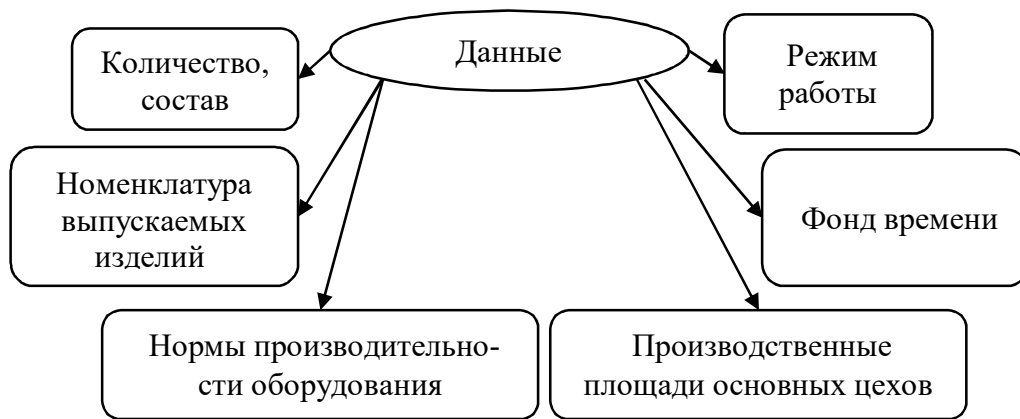 Данные
Количество,
состав
Режим
работы
Номенклатура
выпускаемых
изделий
Фонд времени
Нормы производительно-
сти оборудования
Производственные
площади основных цехов